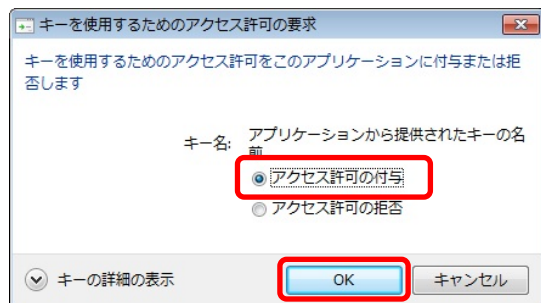 キーを使用するためのアクセス許可の要求
キーを使用するためのアクセス許可をこのアプリケーションに付与または拒
否します
キー名: アプリケーションから提供されたキーの名
前
アクセス許可の付与
アクセス許可の拒否
キーの詳細の表示 OK キャンセル